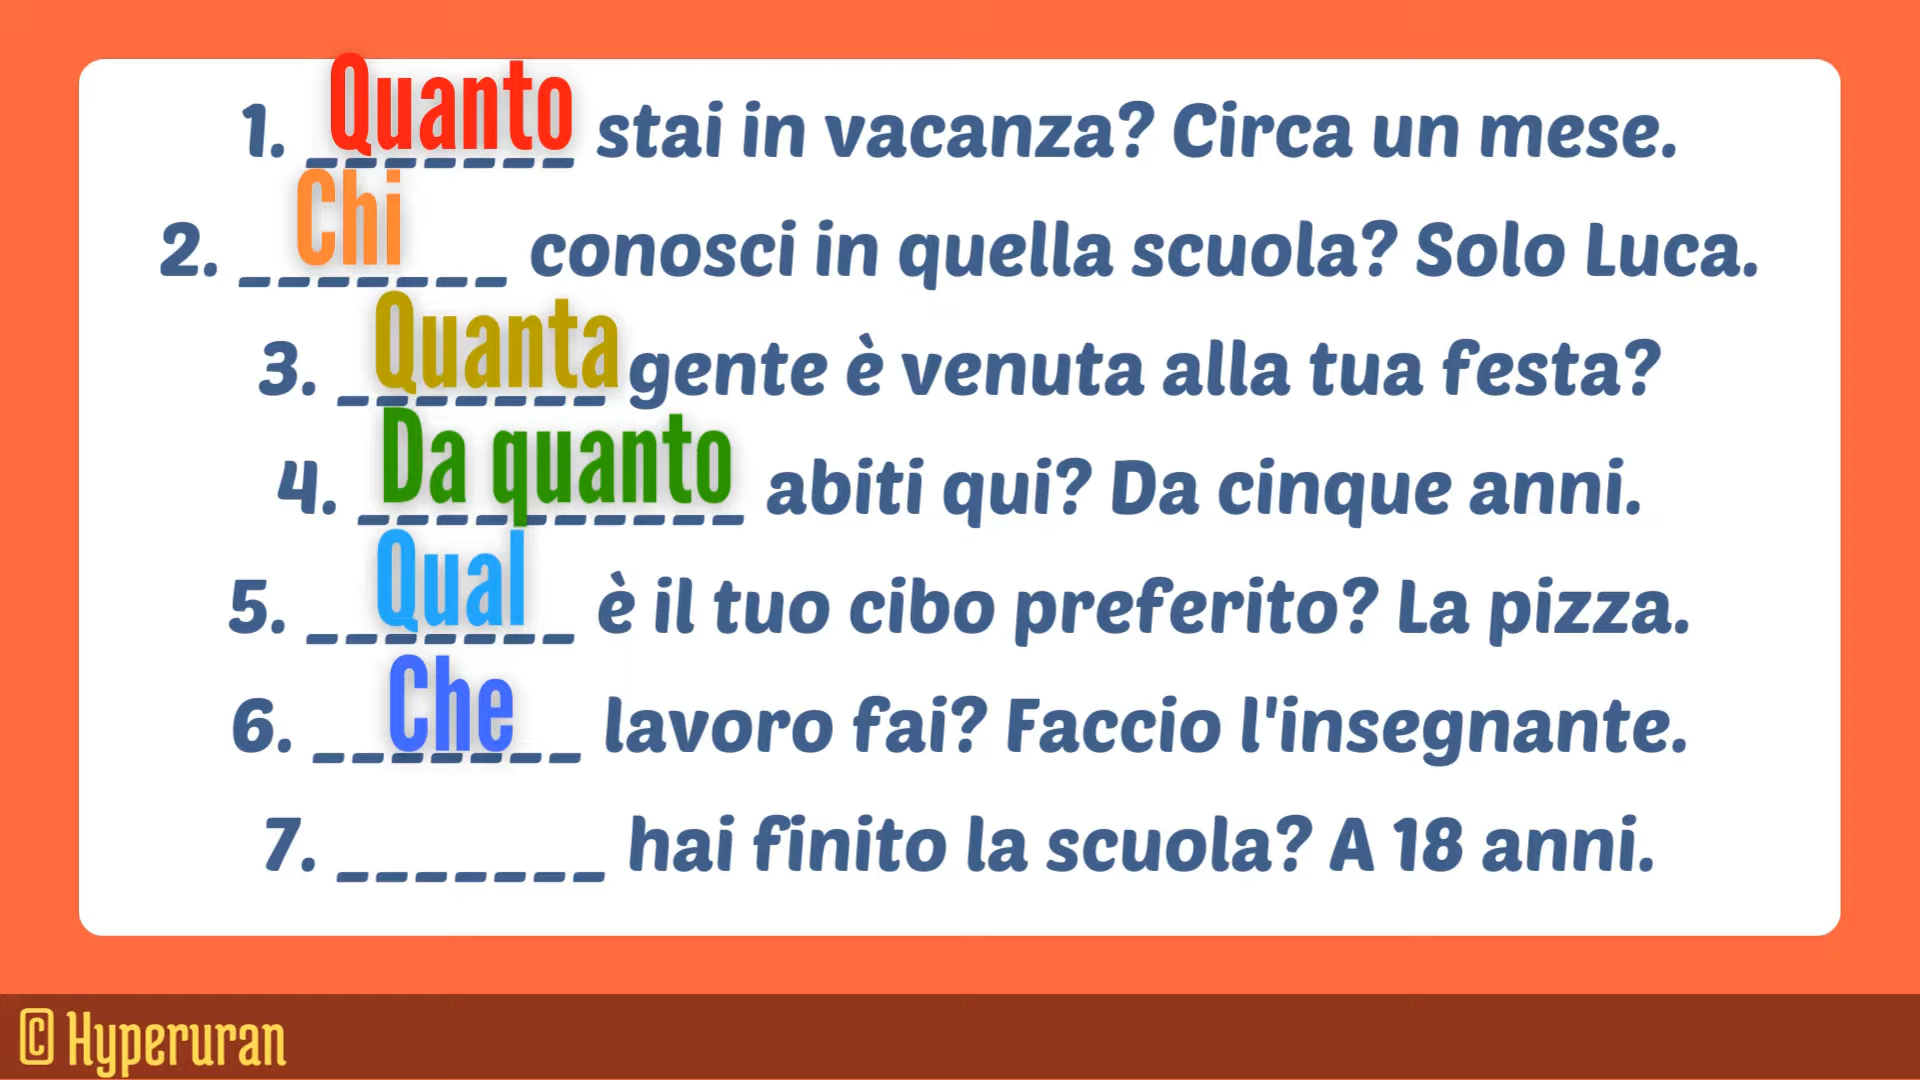 1. Quanto stai in vacanza? Circa un mese.
2. Chi conosci in quella scuola? Solo Luca.
3. Quanta gente è venuta alla tua festa?
4. Da quanto abiti qui? Da cinque anni.
5. Qual è il tuo cibo preferito? La pizza.
6. Che lavoro fai? Faccio l'insegnante.
7. _______ hai finito la scuola? A 18 anni.
© Hyperuran